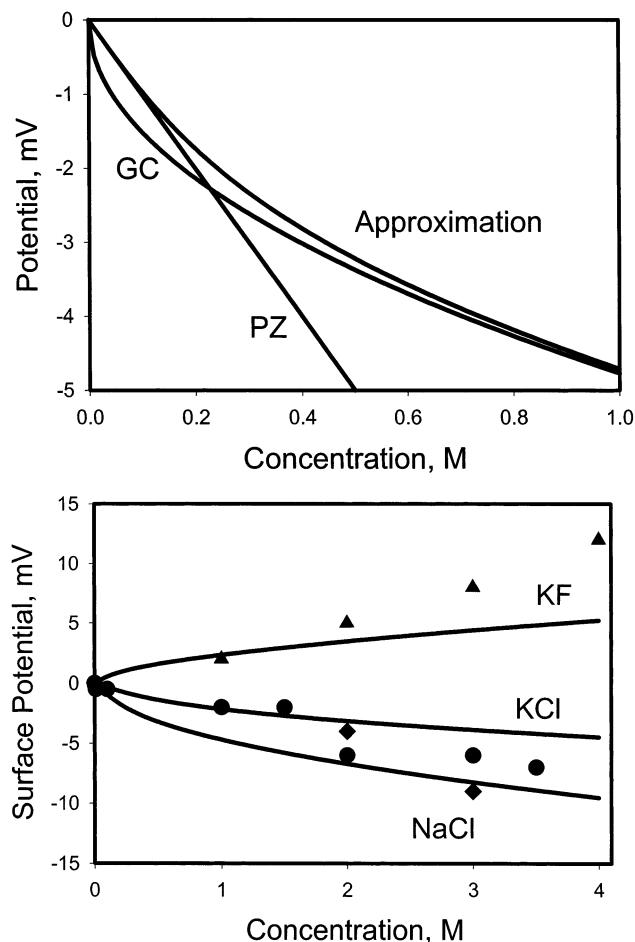 0
-1
-2
-3
-4
-5
Potential, mV
GC
Approximation
PZ
0.0 0.2 0.4 0.6 0.8 1.0
Concentration, M
15
10
5
0
-5
-10
-15
Surface Potential, mV
KF
KCl
NaCl
0 1 2 3 4
Concentration, M